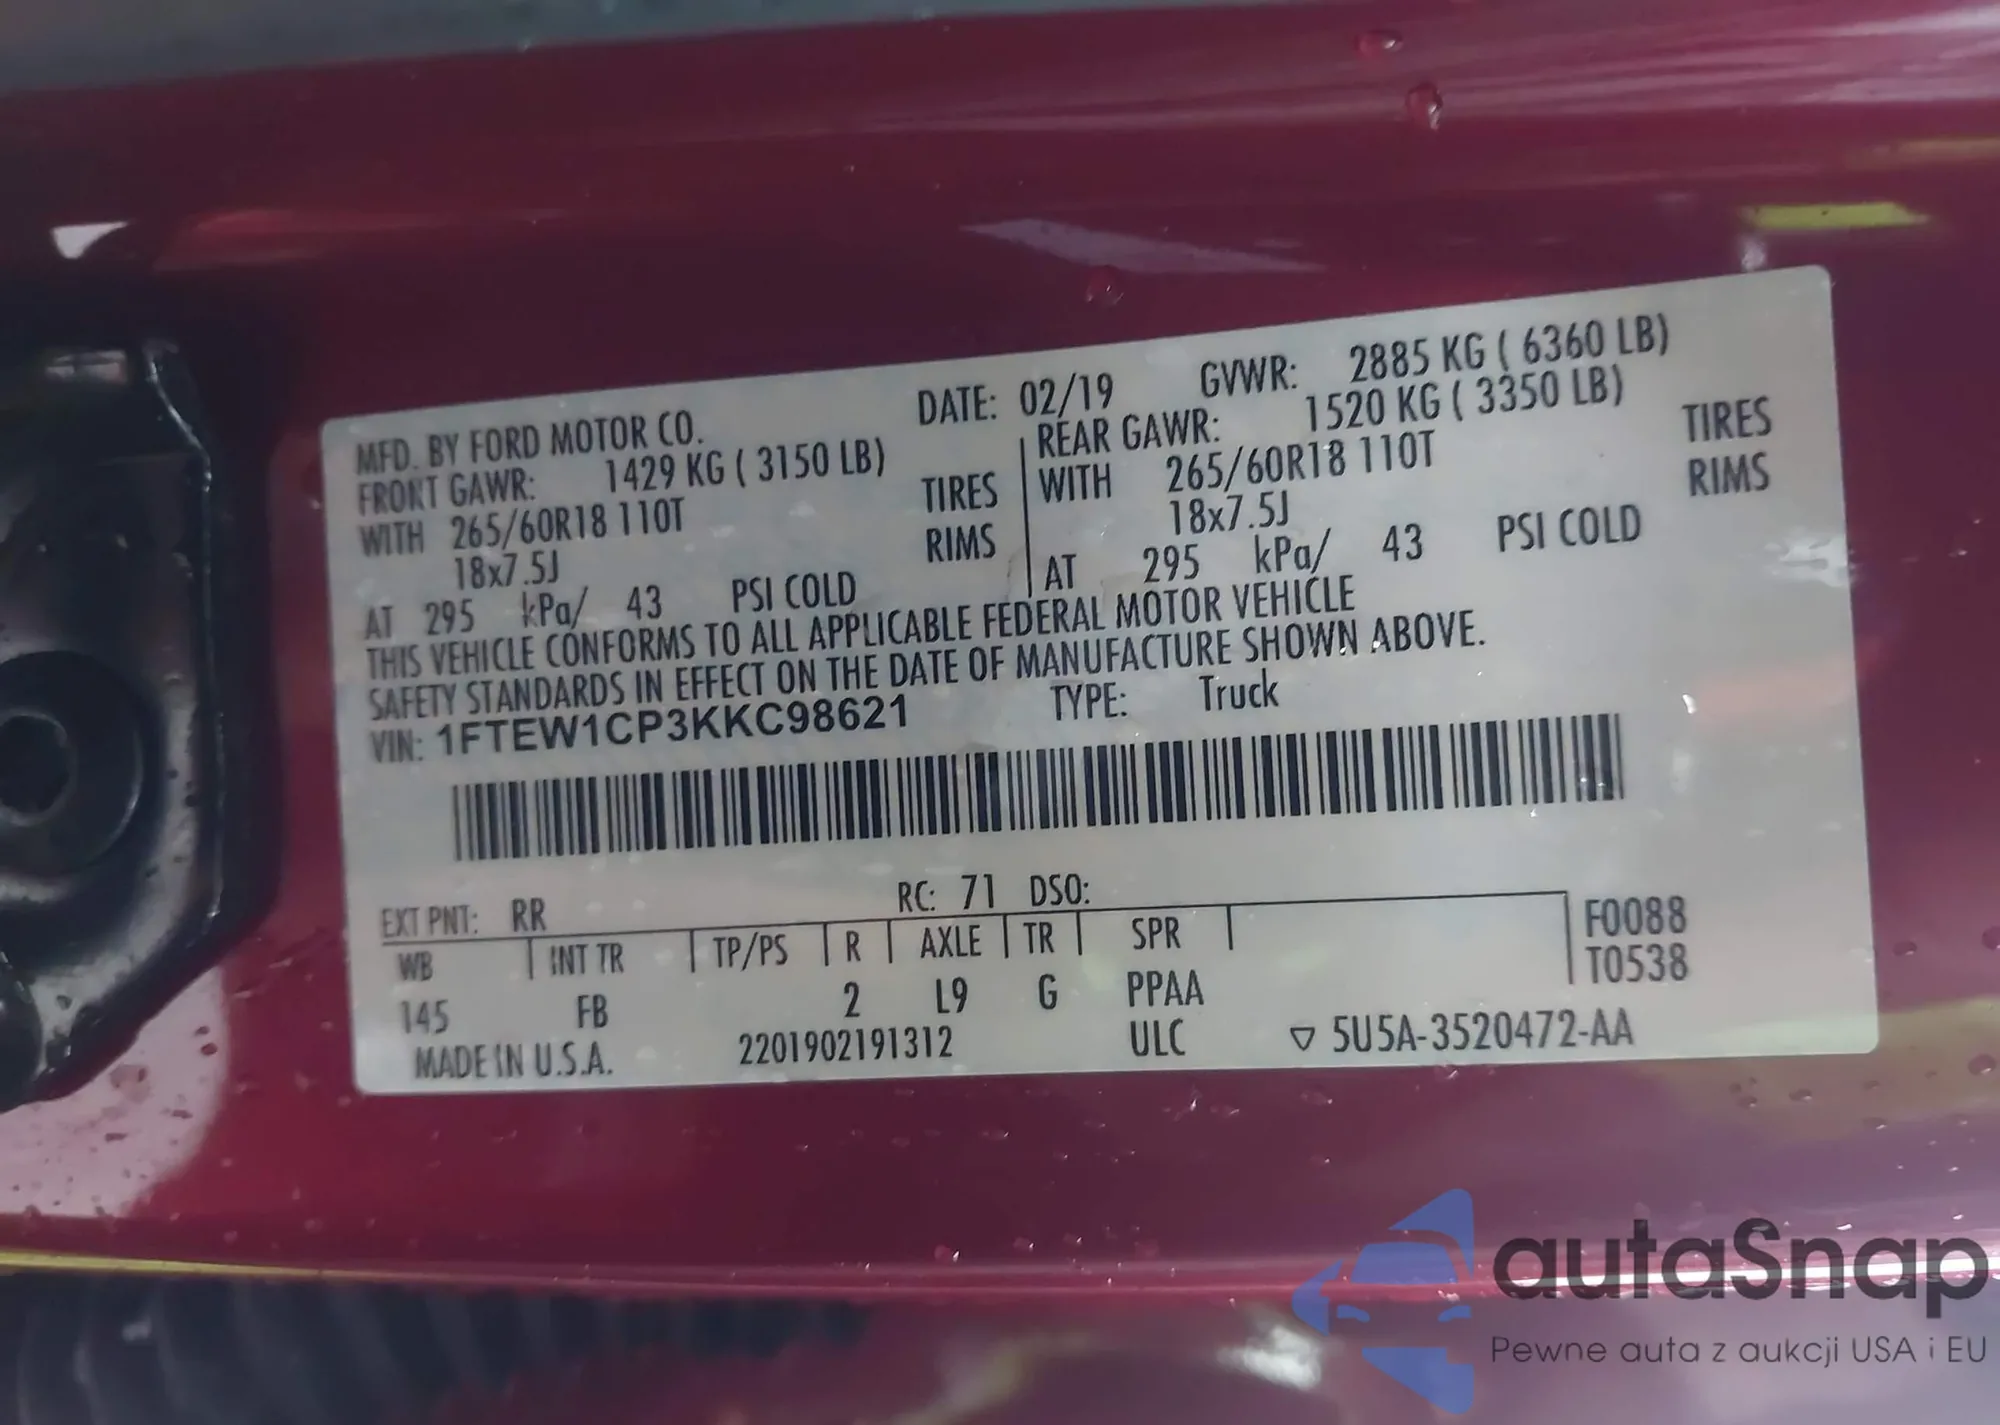 MFD. BY FORD MOTOR CO. DATE: 02/19 GVWR: 2885 KG ( 6360 LB)
FRONT GAWR: 1429 KG ( 3150 LB) REAR GAWR: 1520 KG ( 3350 LB)
WITH 265/60R18 110T TIRES WITH 265/60R18 110T TIRES
18x7.5J RIMS 18x7.5J RIMS
AT 295 kPa/ 43 PSI COLD AT 295 kPa/ 43 PSI COLD
THIS VEHICLE CONFORMS TO ALL APPLICABLE FEDERAL MOTOR VEHICLE
SAFETY STANDARDS IN EFFECT ON THE DATE OF MANUFACTURE SHOWN ABOVE.
VIN: 1FTEW1CP3KKC98621 TYPE: Truck
EXT PNT: RR RC: 71 DSO:
WB INT TR TP/PS R AXLE TR SPR F0088
145 FB 2 L9 G PPAA T0538
MADE IN U.S.A. 2201902191312 ULC ▽ 5U5A-3520472-AA
autaSnap
Pewne auta z aukcji USA i EU